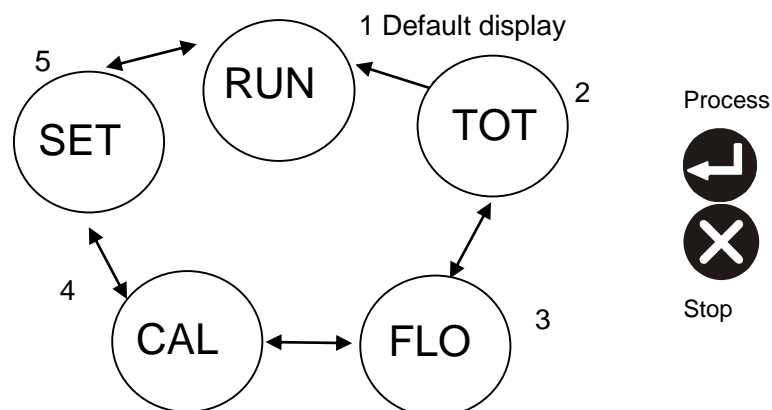 1 Default display
RUN
5
SET
2
TOT
Process
4
CAL
3
FLO
Stop